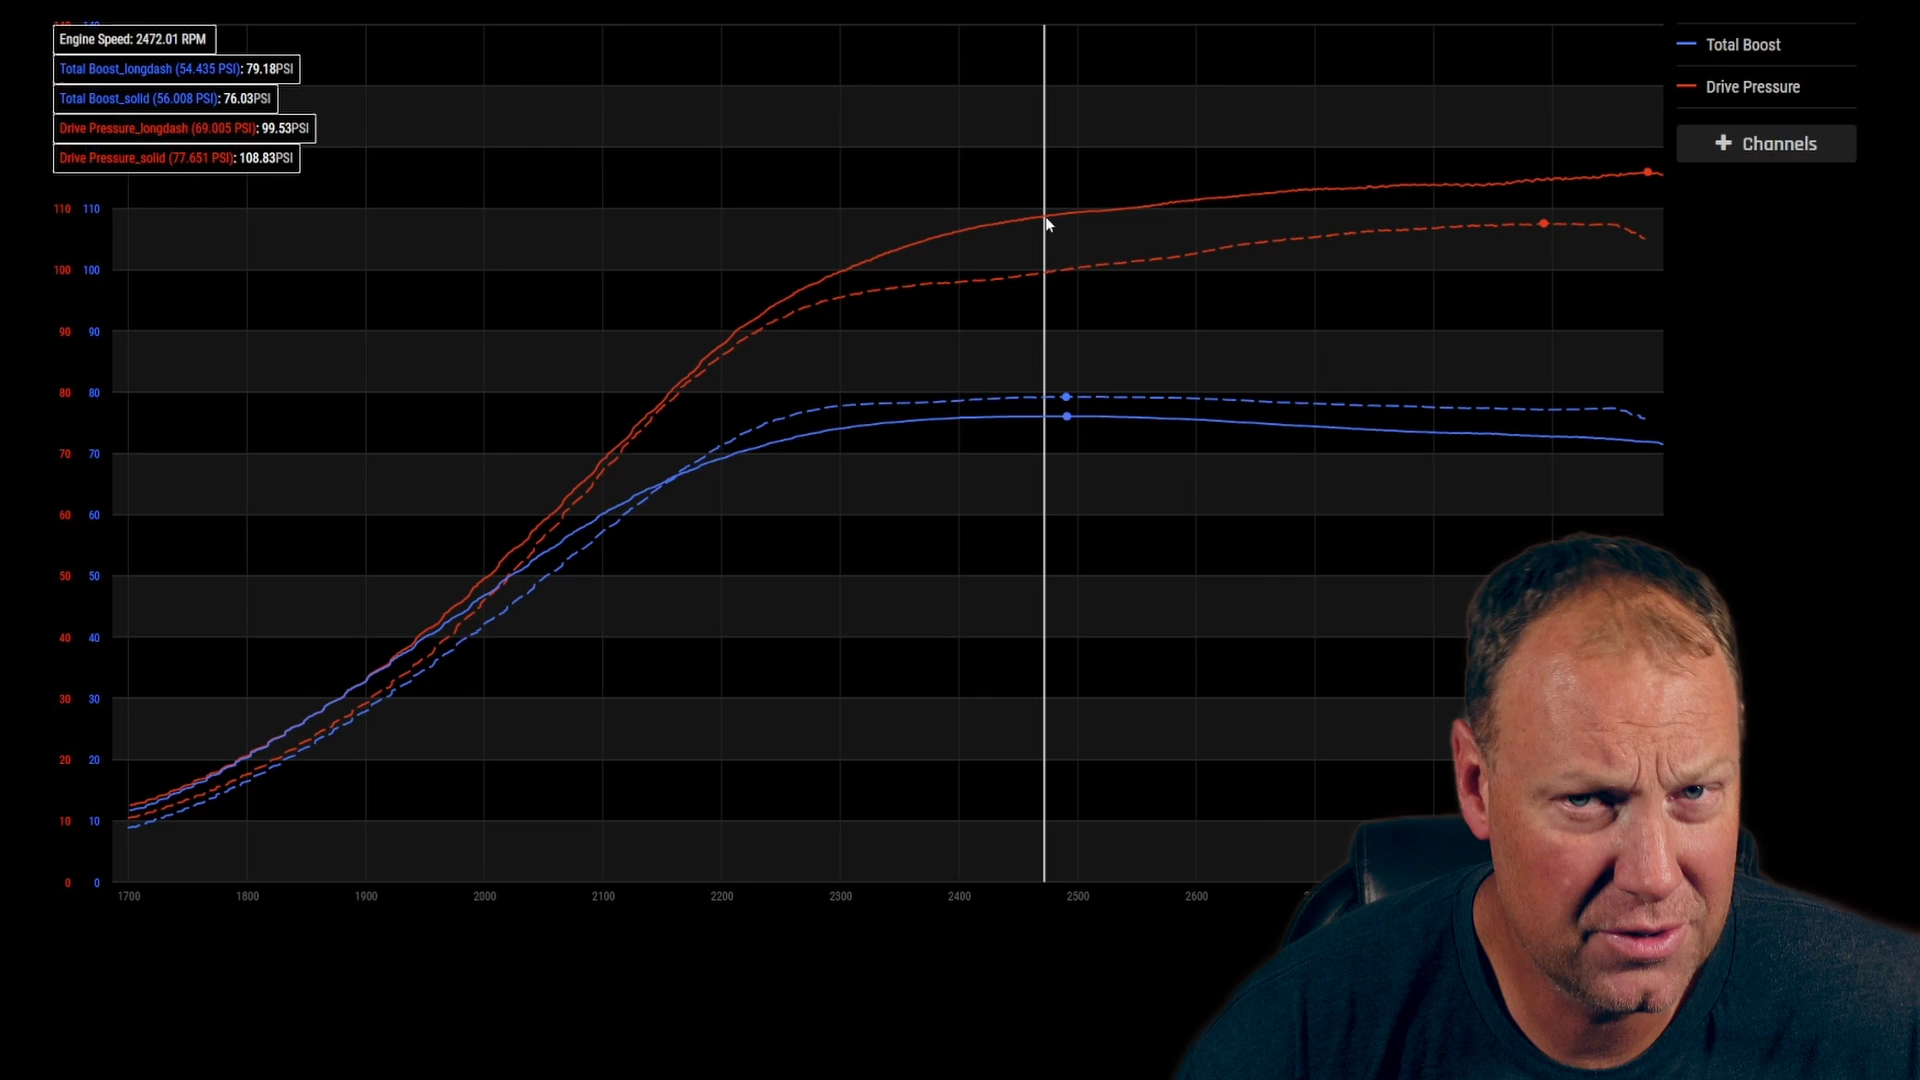 140 140
Engine Speed: 2472.01 RPM
Total Boost_longdash (54.435 PSI): 79.18PSI
Total Boost_solid (56.008 PSI): 76.03PSI
Drive Pressure_longdash (69.005 PSI): 99.53PSI
Drive Pressure_solid (77.651 PSI): 108.83PSI
110 110
100 100
90 90
80 80
70 70
60 60
50 50
40 40
30 30
20 20
10 10
0 0
1700 1800 1900 2000 2100 2200 2300 2400 2500 2600
Total Boost
Drive Pressure
+ Channels